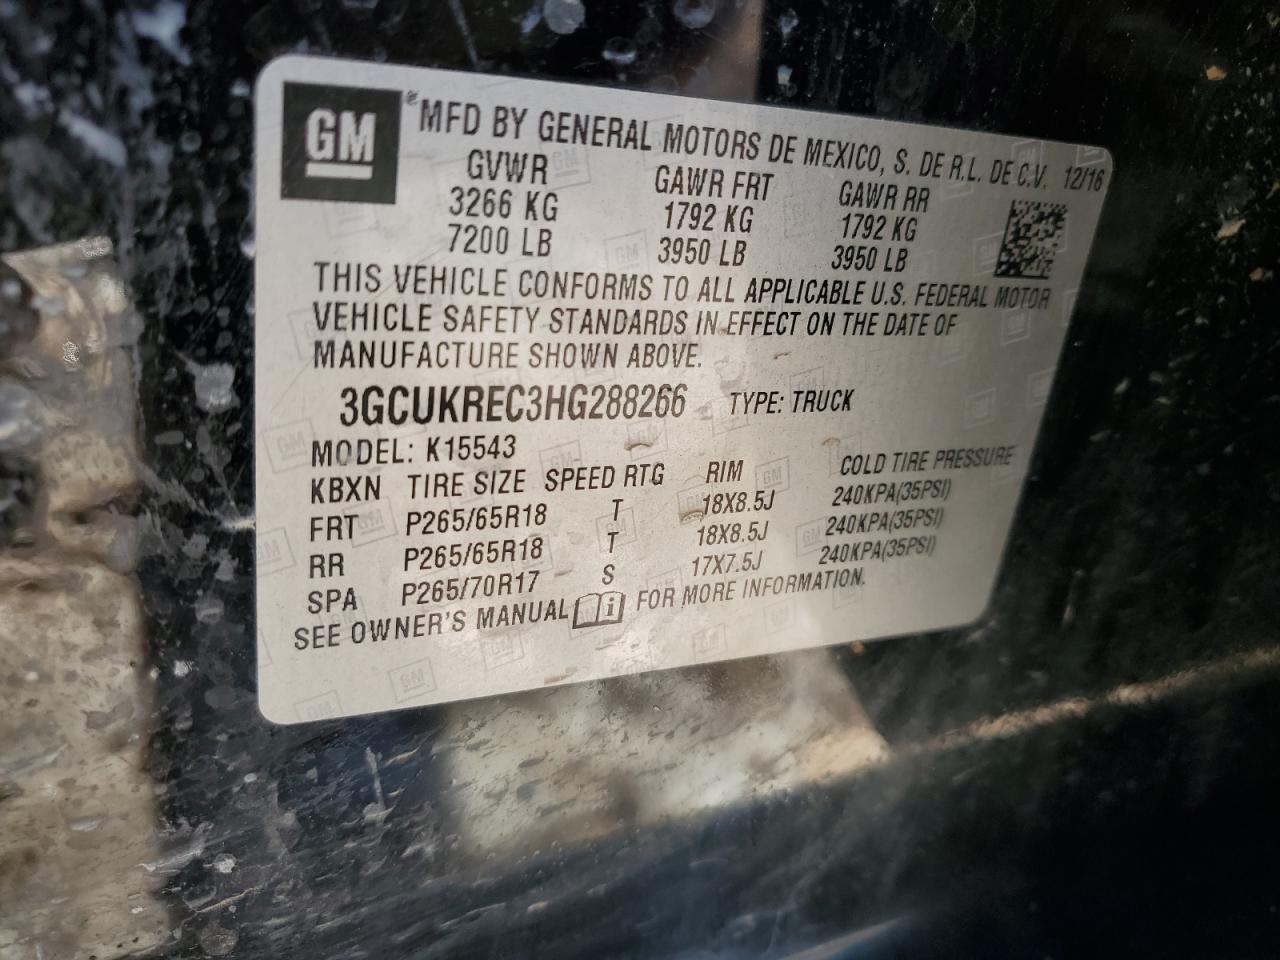 GM
® MFD BY GENERAL MOTORS DE MEXICO, S. DE R.L. DE C.V. 12/16
GVWR GAWR FRT GAWR RR
3266 KG 1792 KG 1792 KG
7200 LB 3950 LB 3950 LB
THIS VEHICLE CONFORMS TO ALL APPLICABLE U.S. FEDERAL MOTOR
VEHICLE SAFETY STANDARDS IN EFFECT ON THE DATE OF
MANUFACTURE SHOWN ABOVE.
3GCUKREC3HG288266 TYPE: TRUCK
MODEL: K15543
KBXN TIRE SIZE SPEED RTG RIM COLD TIRE PRESSURE
FRT P265/65R18 T 18X8.5J 240KPA(35PSI)
RR P265/65R18 T 18X8.5J 240KPA(35PSI)
SPA P265/70R17 S 17X7.5J 240KPA(35PSI)
SEE OWNER'S MANUAL i FOR MORE INFORMATION.